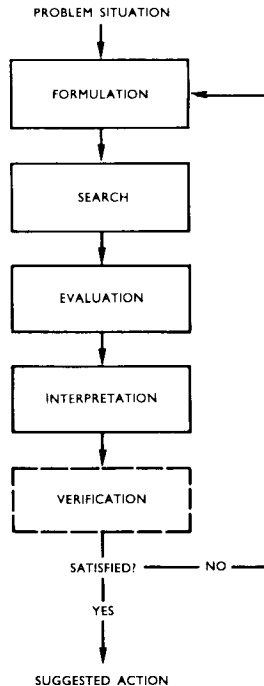 PROBLEM SITUATION
FORMULATION
SEARCH
EVALUATION
INTERPRETATION
VERIFICATION
SATISFIED? NO
YES
SUGGESTED ACTION